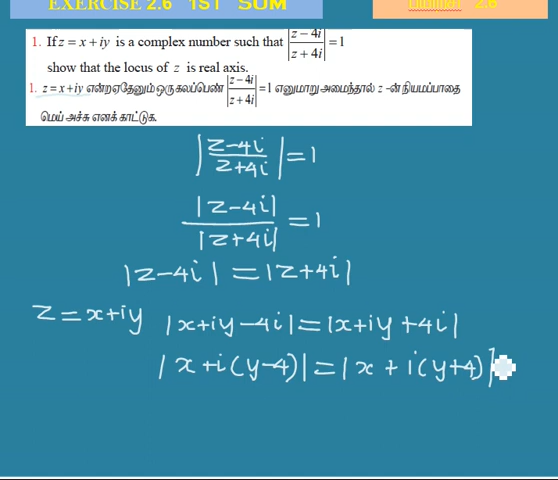 EXERCISE 2.6 1ST SUM
2.6
1. If z = x + iy is a complex number such that |(z − 4i)/(z + 4i)| = 1
show that the locus of z is real axis.
1. z = x + iy என்றஏதேனும் ஒரு கலப்பெண் |(z − 4i)/(z + 4i)| = 1 எனுமாறு அமைந்தால் z -ன் நியமப்பாதை
மெய் அச்சு எனக் காட்டுக.
|(z−4i)/(z+4i)| = 1
|z−4i|/|z+4i| = 1
|z−4i| = |z+4i|
z = x+iy |x+iy−4i| = |x+iy+4i|
|x+i(y−4)| = |x+i(y+4)|